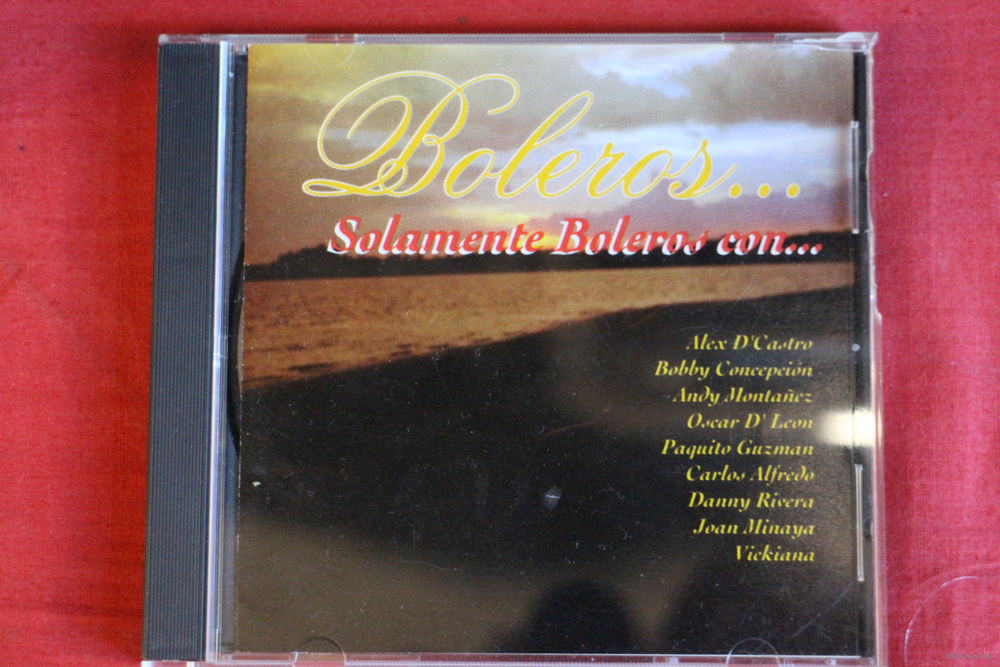 Boleros...
Solamente Boleros con...
Alex D'Castro
Bobby Concepción
Andy Montañez
Oscar D' Leon
Paquito Guzman
Carlos Alfredo
Danny Rivera
Joan Minaya
Vickiana